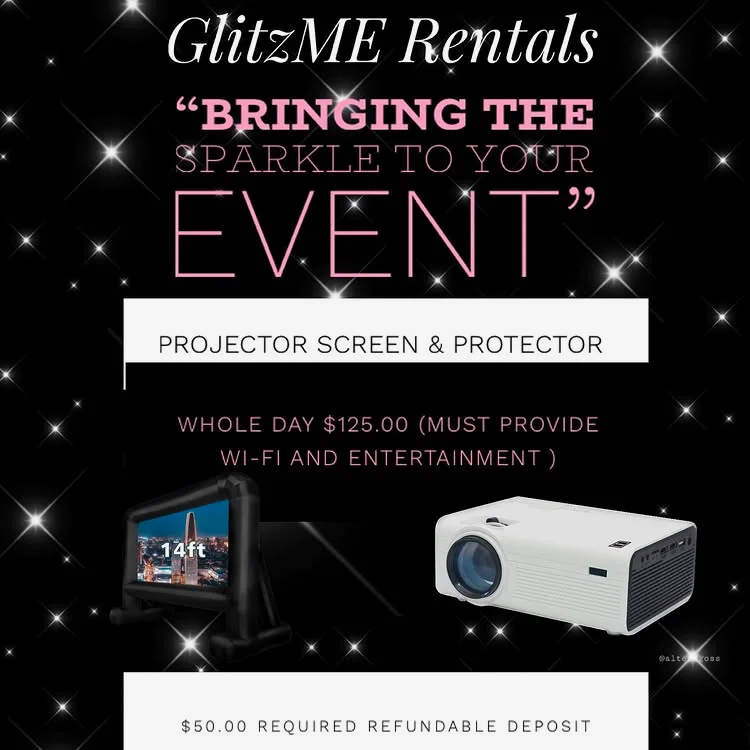 GlitzME Rentals
“BRINGING THE
SPARKLE TO YOUR
EVENT”
PROJECTOR SCREEN & PROTECTOR
WHOLE DAY $125.00 (MUST PROVIDE
WI-FI AND ENTERTAINMENT )
14ft
$50.00 REQUIRED REFUNDABLE DEPOSIT